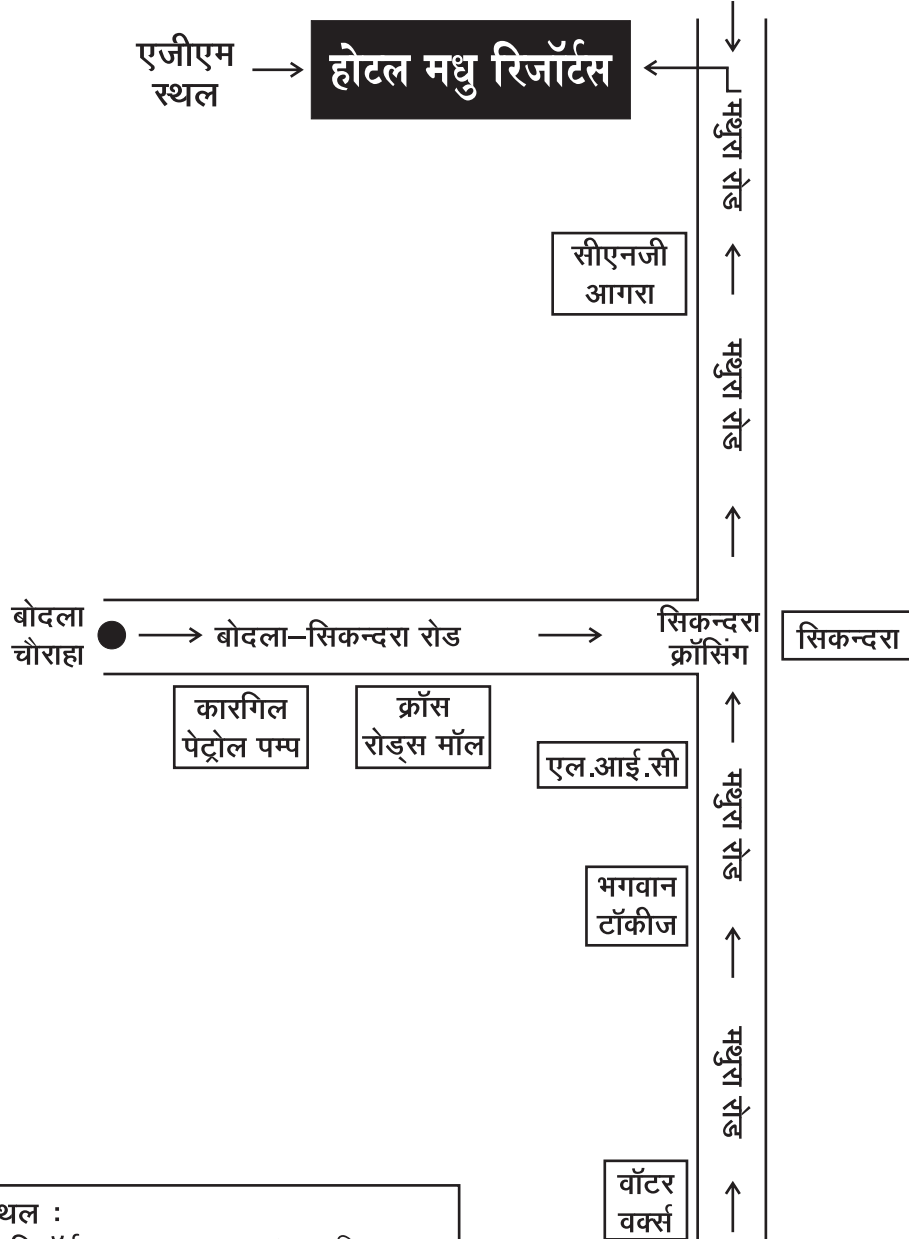 एजीएम
स्थल
होटल मधु रिजॉर्टस
मथुरा रोड
सीएनजी
आगरा
मथुरा रोड
बोदला
चौराहा
बोदला–सिकन्दरा रोड
सिकन्दरा
क्रॉसिंग
सिकन्दरा
कारगिल
पेट्रोल पम्प
क्रॉस
रोड्स मॉल
एल.आई.सी
मथुरा रोड
भगवान
टॉकीज
मथुरा रोड
वॉटर
वर्क्स
थल :